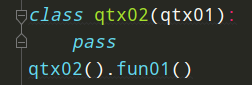 class qtx02(qtx01):
    pass
qtx02().fun01()